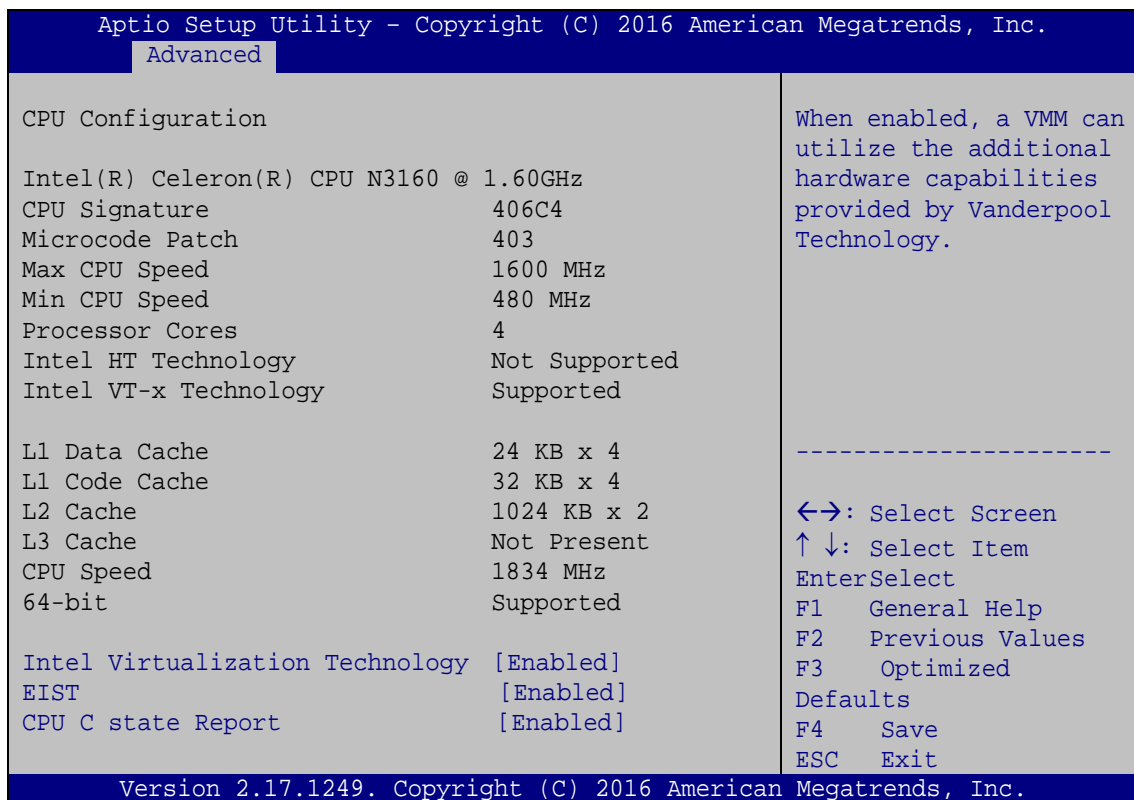 Aptio Setup Utility – Copyright (C) 2016 American Megatrends, Inc.
Advanced
CPU Configuration
Intel(R) Celeron(R) CPU N3160 @ 1.60GHz
CPU Signature 406C4
Microcode Patch 403
Max CPU Speed 1600 MHz
Min CPU Speed 480 MHz
Processor Cores 4
Intel HT Technology Not Supported
Intel VT-x Technology Supported
L1 Data Cache 24 KB x 4
L1 Code Cache 32 KB x 4
L2 Cache 1024 KB x 2
L3 Cache Not Present
CPU Speed 1834 MHz
64-bit Supported
Intel Virtualization Technology [Enabled]
EIST [Enabled]
CPU C state Report [Enabled]
When enabled, a VMM can
utilize the additional
hardware capabilities
provided by Vanderpool
Technology.
----------------------
←→: Select Screen
↑ ↓: Select Item
EnterSelect
F1 General Help
F2 Previous Values
F3 Optimized
Defaults
F4 Save
ESC Exit
Version 2.17.1249. Copyright (C) 2016 American Megatrends, Inc.